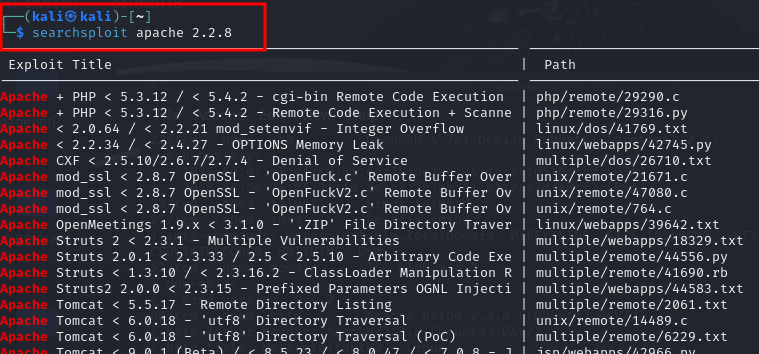 (kali㉿kali)-[~]
$ searchsploit apache 2.2.8
Exploit Title | Path
Apache + PHP < 5.3.12 / < 5.4.2 - cgi-bin Remote Code Execution | php/remote/29290.c
Apache + PHP < 5.3.12 / < 5.4.2 - Remote Code Execution + Scanne | php/remote/29316.py
Apache < 2.0.64 / < 2.2.21 mod_setenvif - Integer Overflow | linux/dos/41769.txt
Apache < 2.2.34 / < 2.4.27 - OPTIONS Memory Leak | linux/webapps/42745.py
Apache CXF < 2.5.10/2.6.7/2.7.4 - Denial of Service | multiple/dos/26710.txt
Apache mod_ssl < 2.8.7 OpenSSL - 'OpenFuck.c' Remote Buffer Over | unix/remote/21671.c
Apache mod_ssl < 2.8.7 OpenSSL - 'OpenFuckV2.c' Remote Buffer Ov | unix/remote/47080.c
Apache mod_ssl < 2.8.7 OpenSSL - 'OpenFuckV2.c' Remote Buffer Ov | unix/remote/764.c
Apache OpenMeetings 1.9.x < 3.1.0 - '.ZIP' File Directory Traver | linux/webapps/39642.txt
Apache Struts 2 < 2.3.1 - Multiple Vulnerabilities | multiple/webapps/18329.txt
Apache Struts 2.0.1 < 2.3.33 / 2.5 < 2.5.10 - Arbitrary Code Exe | multiple/remote/44556.py
Apache Struts < 1.3.10 / < 2.3.16.2 - ClassLoader Manipulation R | multiple/remote/41690.rb
Apache Struts2 2.0.0 < 2.3.15 - Prefixed Parameters OGNL Injecti | multiple/webapps/44583.txt
Apache Tomcat < 5.5.17 - Remote Directory Listing | multiple/remote/2061.txt
Apache Tomcat < 6.0.18 - 'utf8' Directory Traversal | unix/remote/14489.c
Apache Tomcat < 6.0.18 - 'utf8' Directory Traversal (PoC) | multiple/remote/6229.txt
Apache Tomcat < 9.0.1 (Beta) / < 8.5.23 / < 8.0.47 / < 7.0.8 - J | jsp/webapps/42966.py